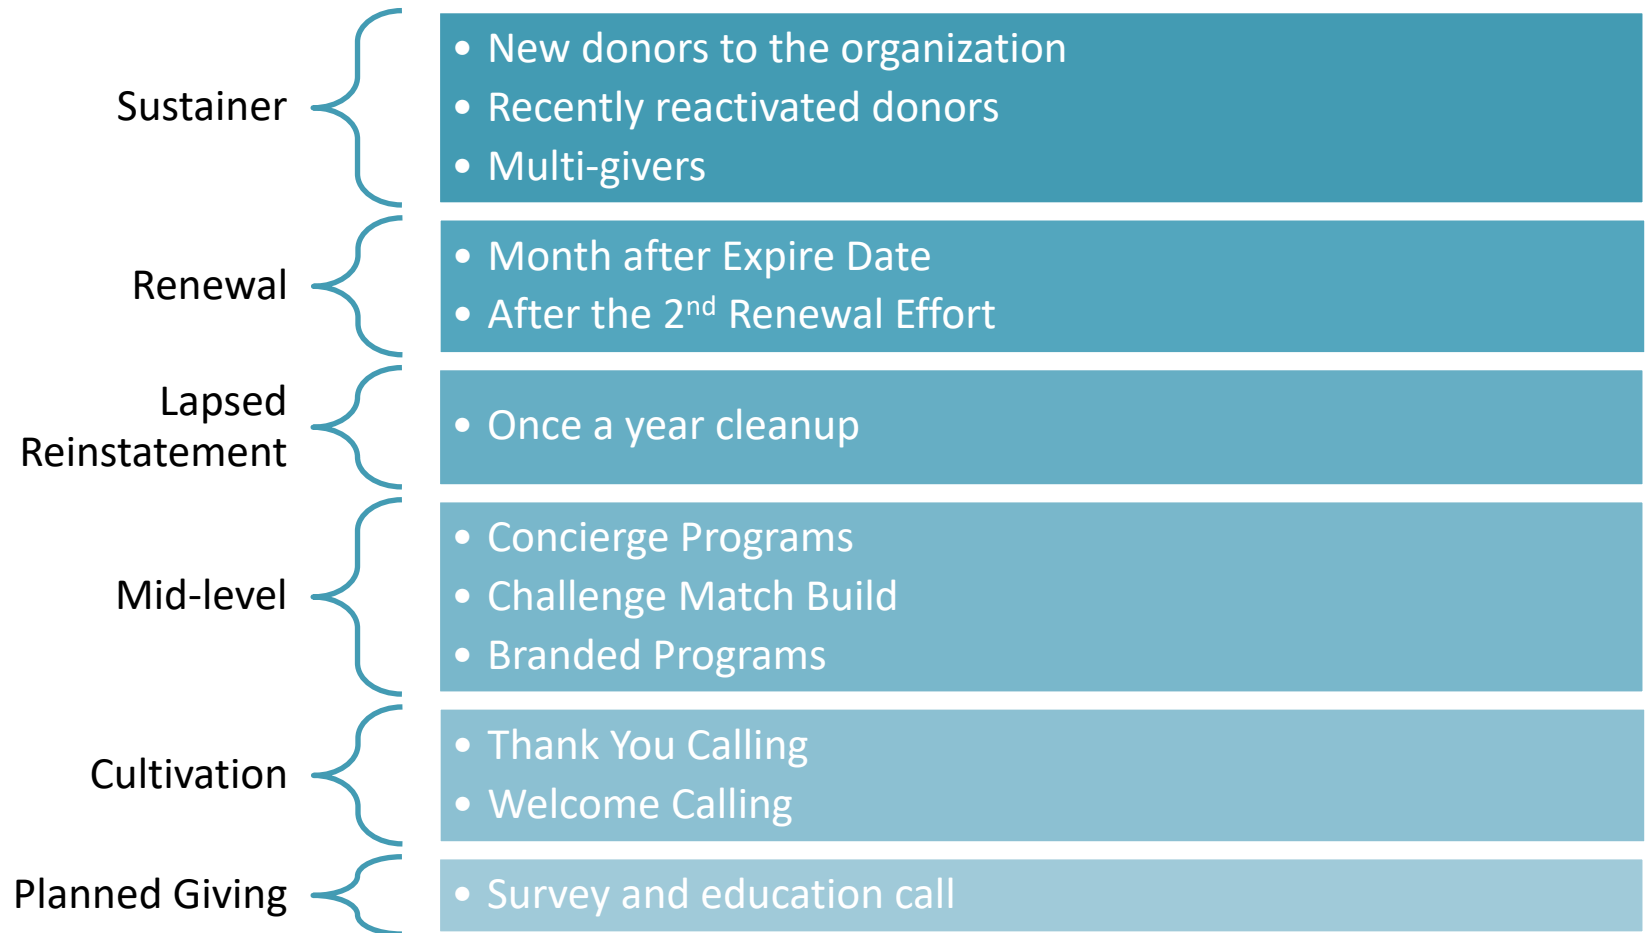 Sustainer
• New donors to the organization
• Recently reactivated donors
• Multi-givers
Renewal
• Month after Expire Date
• After the 2nd Renewal Effort
Lapsed
Reinstatement
• Once a year cleanup
Mid-level
• Concierge Programs
• Challenge Match Build
• Branded Programs
Cultivation
• Thank You Calling
• Welcome Calling
Planned Giving
• Survey and education call